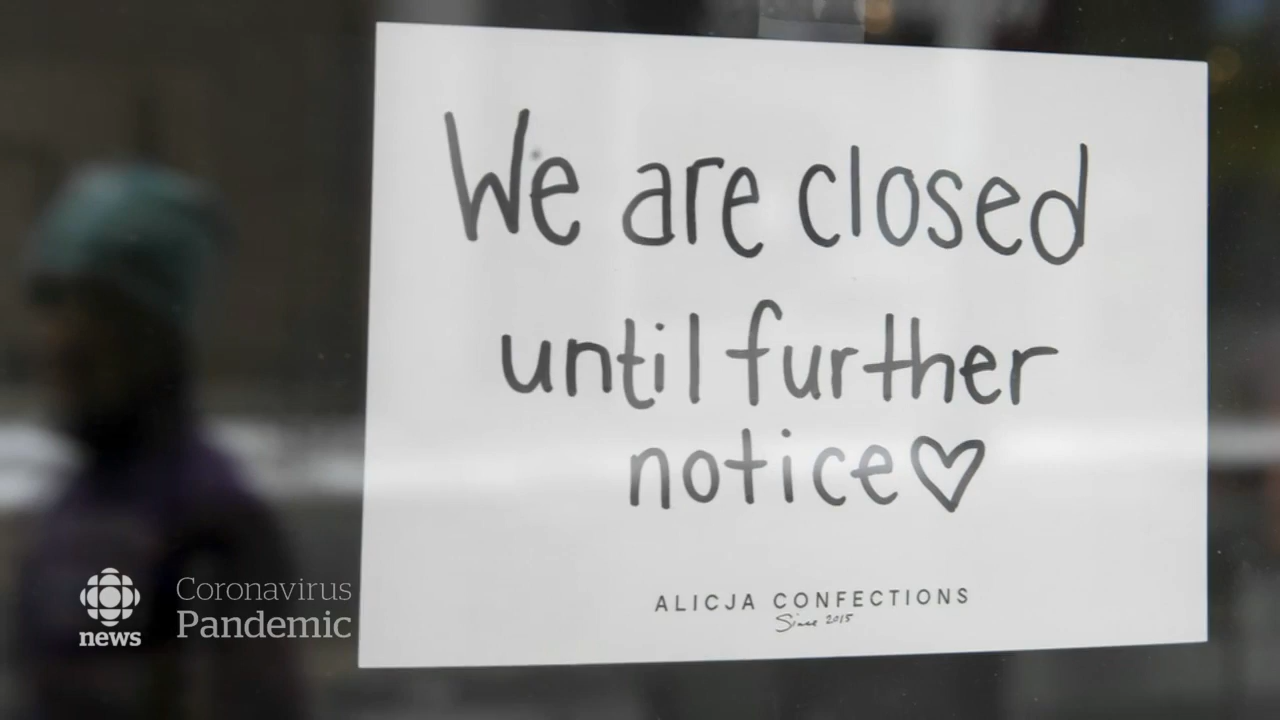 We are closed
until further
notice♡
ALICJA CONFECTIONS
Since 2015
news
Coronavirus
Pandemic